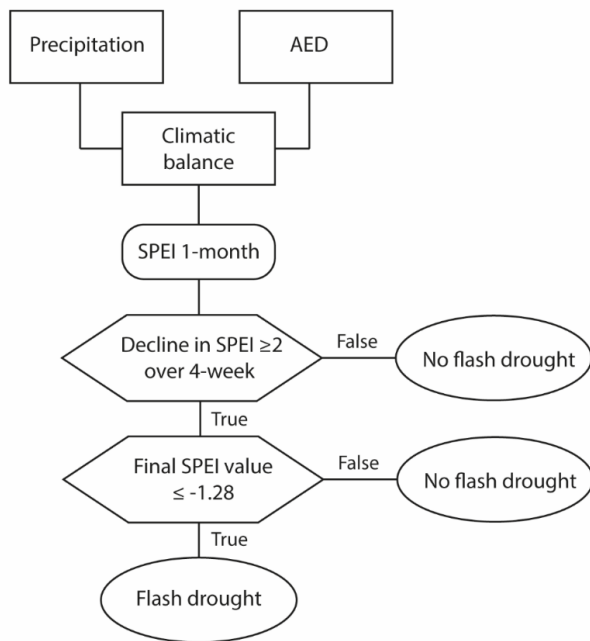 Precipitation
AED
Climatic
balance
SPEI 1-month
Decline in SPEI ≥2
over 4-week
False
No flash drought
True
Final SPEI value
≤ -1.28
False
No flash drought
True
Flash drought